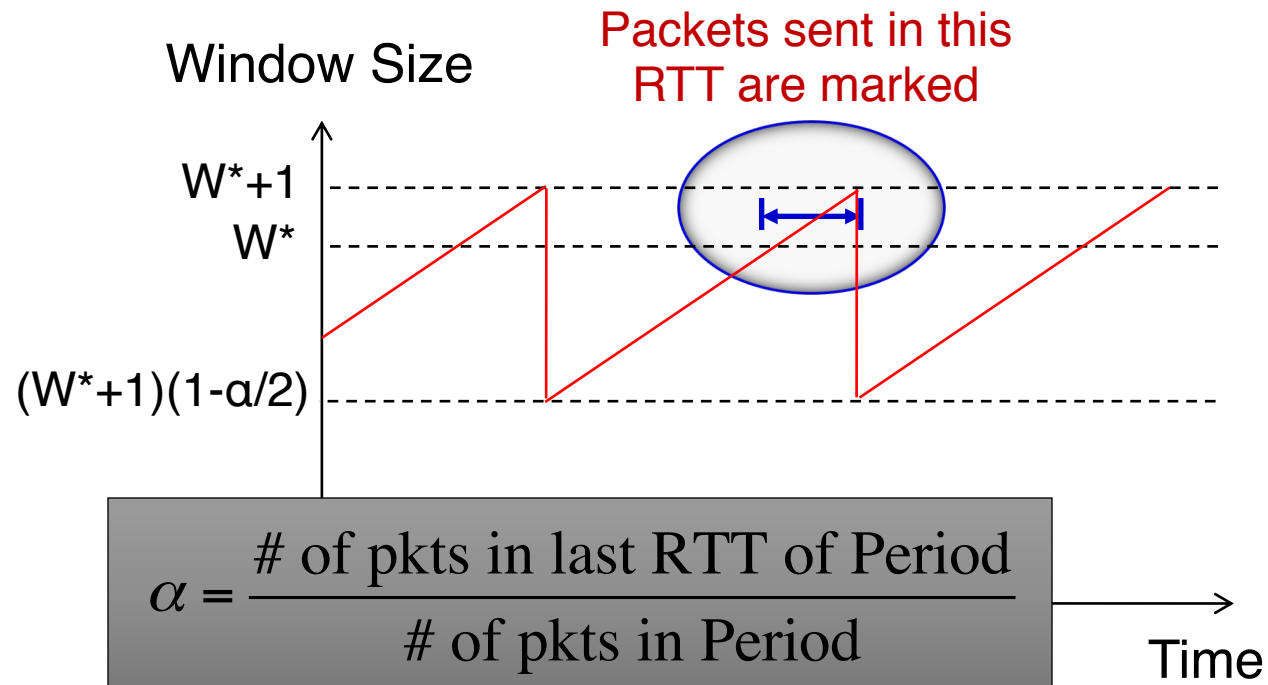 Window Size
Packets sent in this
RTT are marked
W*+1
W*
(W*+1)(1-α/2)
α = # of pkts in last RTT of Period
# of pkts in Period
Time